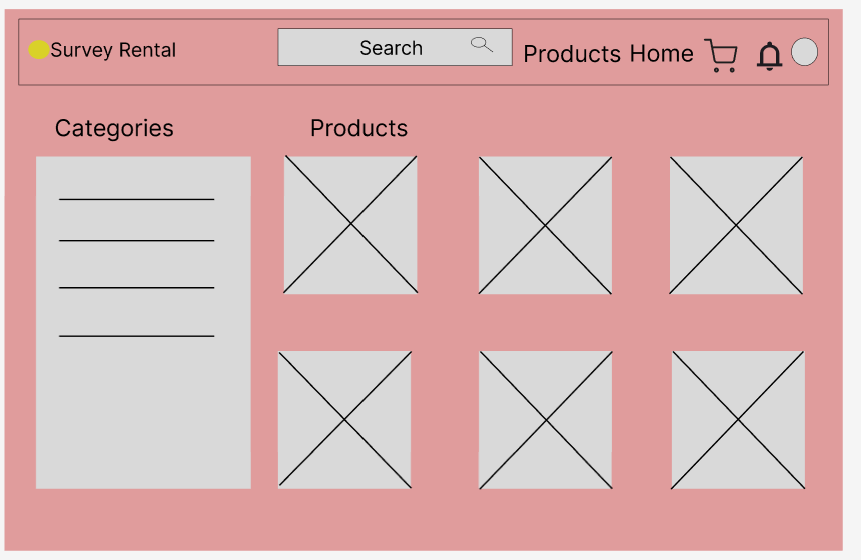 Survey Rental
Search
Products Home
Categories
Products